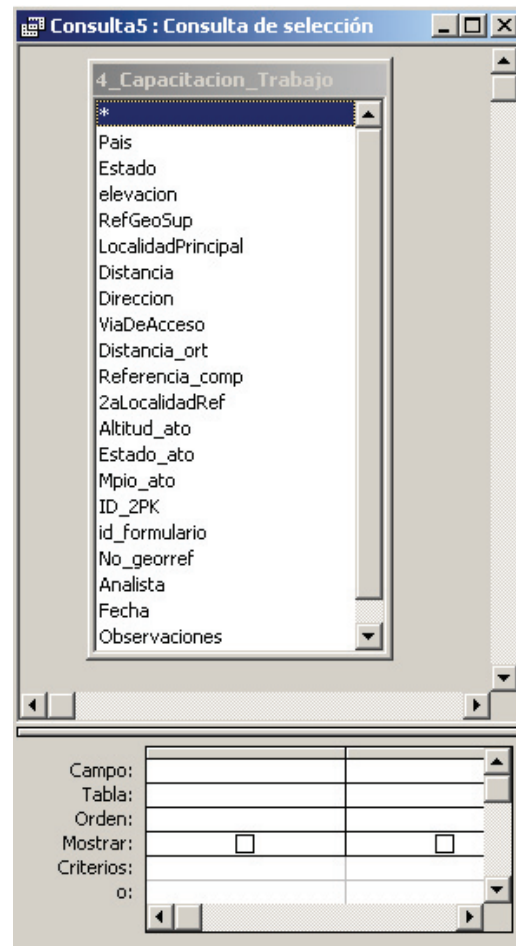 Consulta5 : Consulta de selección
4_Capacitacion_Trabajo
*
Pais
Estado
elevacion
RefGeoSup
LocalidadPrincipal
Distancia
Direccion
ViaDeAcceso
Distancia_ort
Referencia_comp
2aLocalidadRef
Altitud_ato
Estado_ato
Mpio_ato
ID_2PK
id_formulario
No_georref
Analista
Fecha
Observaciones
Campo:
Tabla:
Orden:
Mostrar:
Criterios:
o: